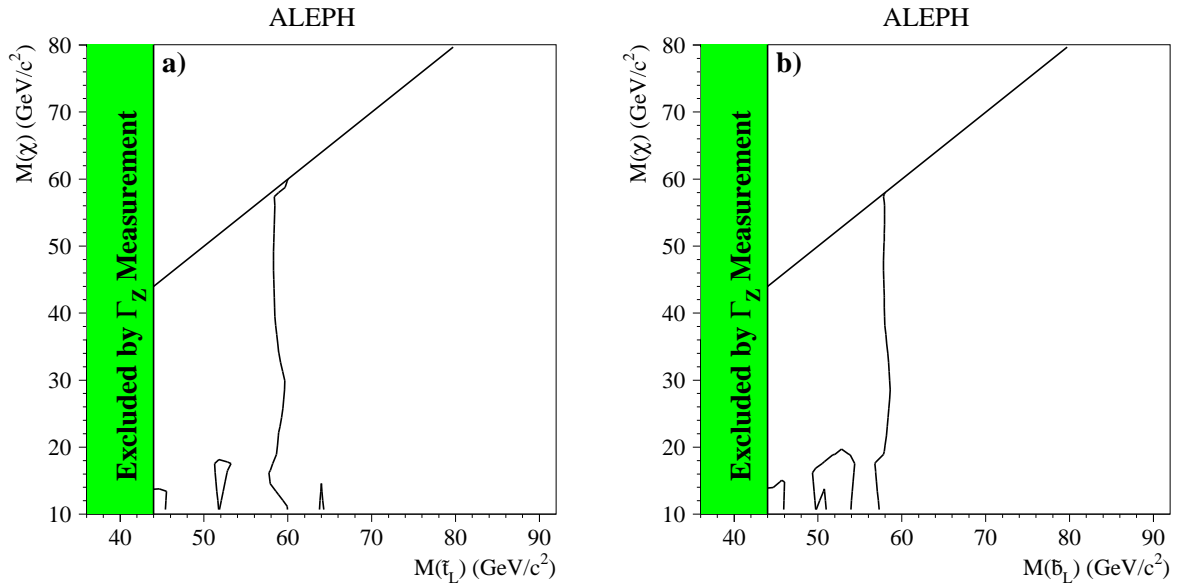 ALEPH
a)
M(χ) (GeV/c²)
80
70
60
50
40
30
20
10
Excluded by Γ_Z Measurement
40 50 60 70 80 90
M(t̃_L) (GeV/c²)
ALEPH
b)
M(χ) (GeV/c²)
80
70
60
50
40
30
20
10
Excluded by Γ_Z Measurement
40 50 60 70 80 90
M(b̃_L) (GeV/c²)